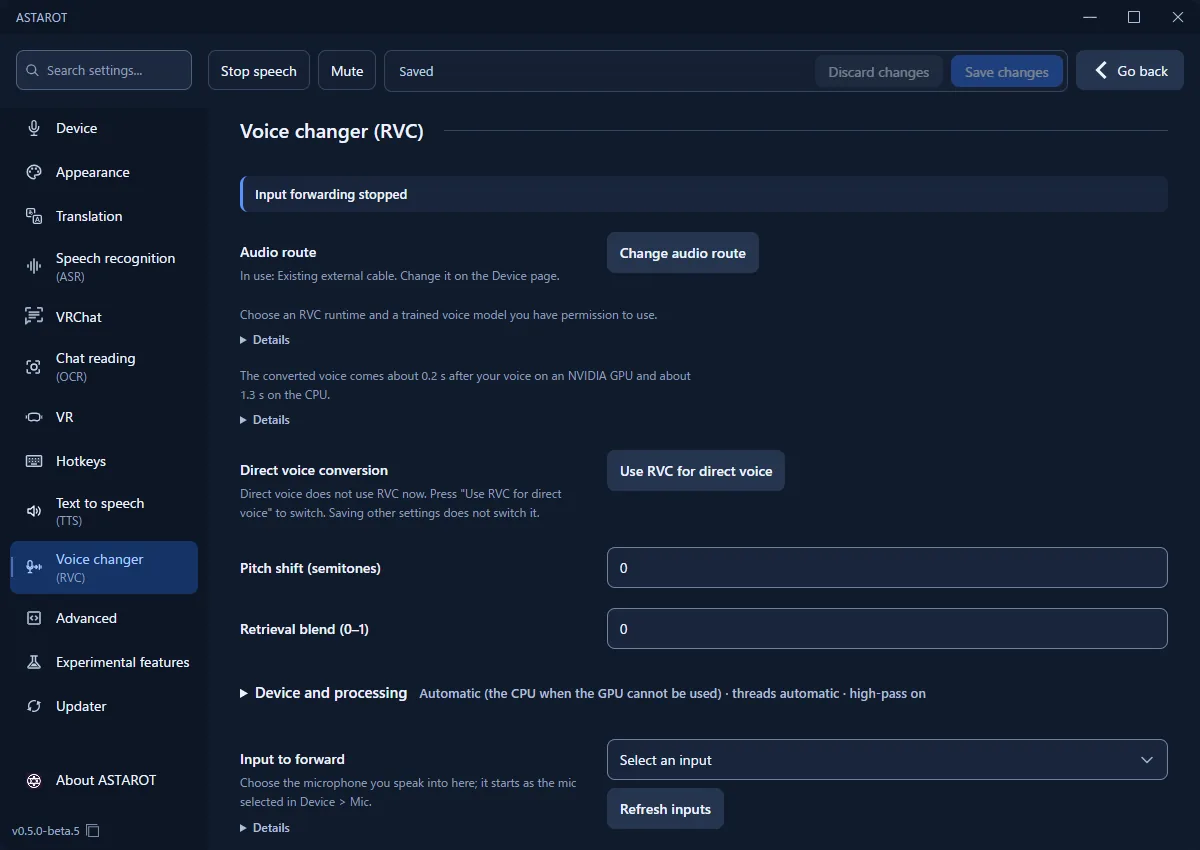 ASTAROT
Search settings...
Stop speech
Mute
Saved
Discard changes
Save changes
Go back
Device
Appearance
Translation
Speech recognition
(ASR)
VRChat
Chat reading
(OCR)
VR
Hotkeys
Text to speech
(TTS)
Voice changer
(RVC)
Advanced
Experimental features
Updater
About ASTAROT
v0.5.0-beta.5
Voice changer (RVC)
Input forwarding stopped
Audio route
In use: Existing external cable. Change it on the Device page.
Change audio route
Choose an RVC runtime and a trained voice model you have permission to use.
Details
The converted voice comes about 0.2 s after your voice on an NVIDIA GPU and about
1.3 s on the CPU.
Details
Direct voice conversion
Direct voice does not use RVC now. Press "Use RVC for direct
voice" to switch. Saving other settings does not switch it.
Use RVC for direct voice
Pitch shift (semitones)
0
Retrieval blend (0–1)
0
Device and processing Automatic (the CPU when the GPU cannot be used) · threads automatic · high-pass on
Input to forward
Choose the microphone you speak into here; it starts as the mic
selected in Device > Mic.
Details
Select an input
Refresh inputs